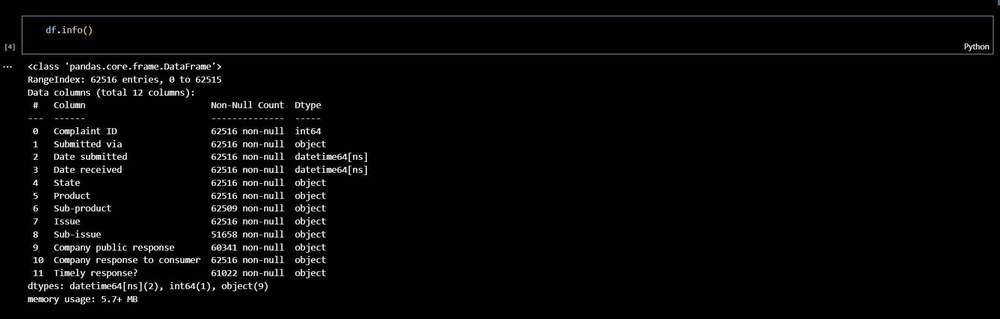 df.info()
[4]
Python
...
<class 'pandas.core.frame.DataFrame'>
RangeIndex: 62516 entries, 0 to 62515
Data columns (total 12 columns):
 #   Column                        Non-Null Count  Dtype
---  ------                        --------------  -----
 0   Complaint ID                  62516 non-null  int64
 1   Submitted via                 62516 non-null  object
 2   Date submitted                62516 non-null  datetime64[ns]
 3   Date received                 62516 non-null  datetime64[ns]
 4   State                         62516 non-null  object
 5   Product                       62516 non-null  object
 6   Sub-product                   62509 non-null  object
 7   Issue                         62516 non-null  object
 8   Sub-issue                     51658 non-null  object
 9   Company public response       60341 non-null  object
 10  Company response to consumer  62516 non-null  object
 11  Timely response?              61022 non-null  object
dtypes: datetime64[ns](2), int64(1), object(9)
memory usage: 5.7+ MB